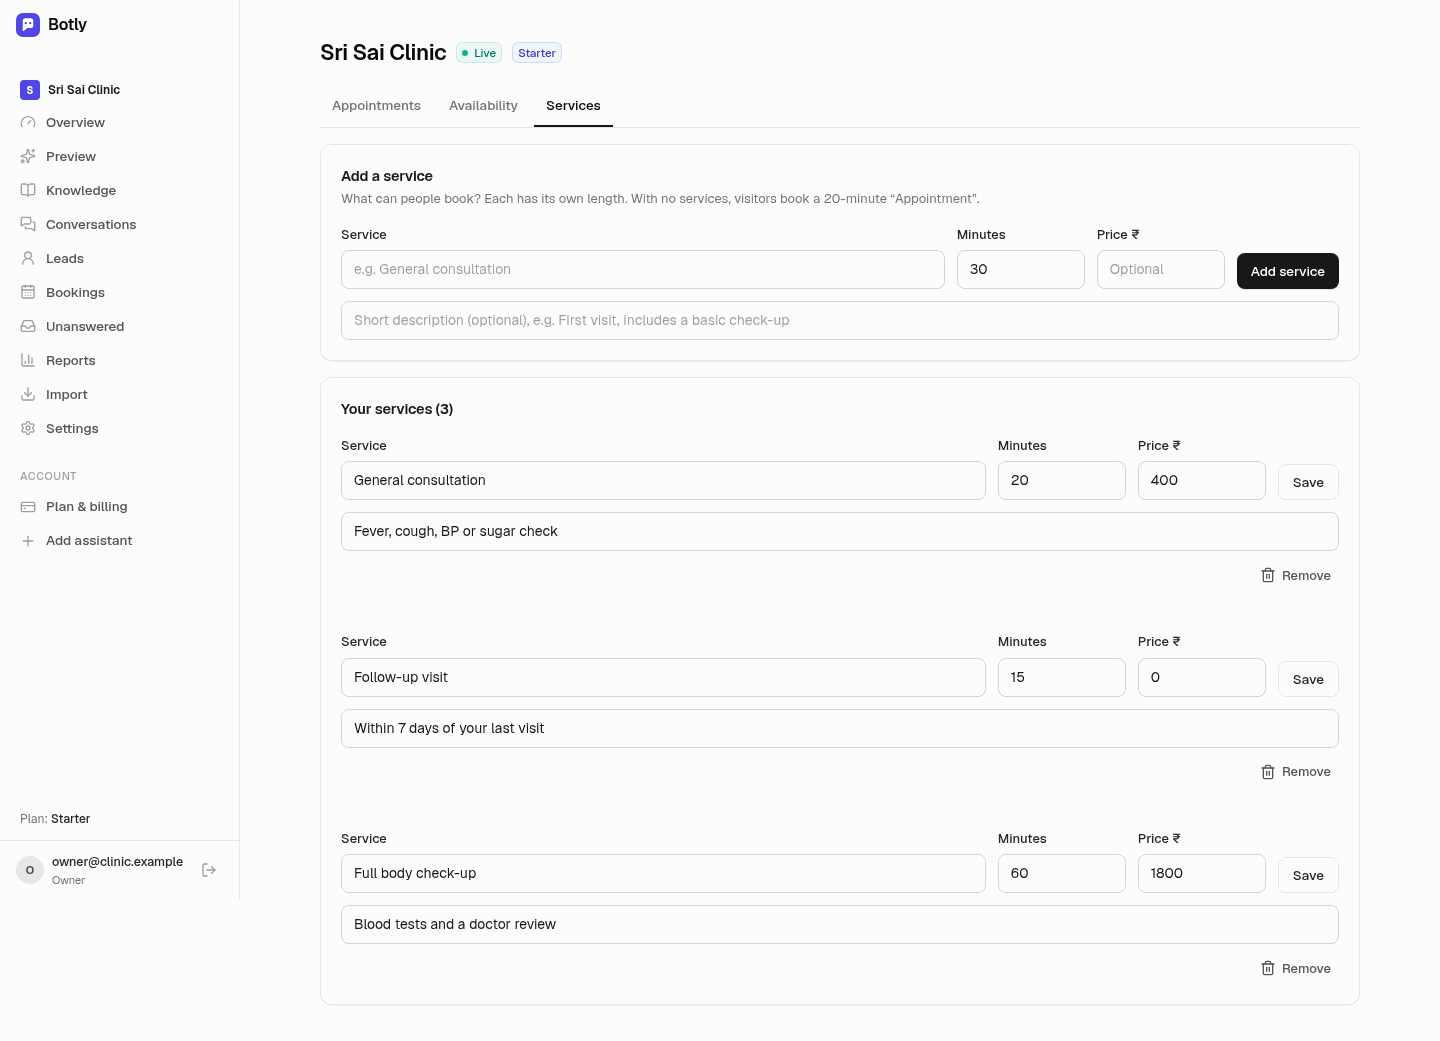 Botly
S Sri Sai Clinic
Overview
Preview
Knowledge
Conversations
Leads
Bookings
Unanswered
Reports
Import
Settings
ACCOUNT
Plan & billing
Add assistant
Plan: Starter
O owner@clinic.example
Owner
Sri Sai Clinic Live Starter
Appointments Availability Services
Add a service
What can people book? Each has its own length. With no services, visitors book a 20-minute “Appointment”.
Service Minutes Price ₹
e.g. General consultation 30 Optional Add service
Short description (optional), e.g. First visit, includes a basic check-up
Your services (3)
Service Minutes Price ₹
General consultation 20 400 Save
Fever, cough, BP or sugar check
Remove
Service Minutes Price ₹
Follow-up visit 15 0 Save
Within 7 days of your last visit
Remove
Service Minutes Price ₹
Full body check-up 60 1800 Save
Blood tests and a doctor review
Remove